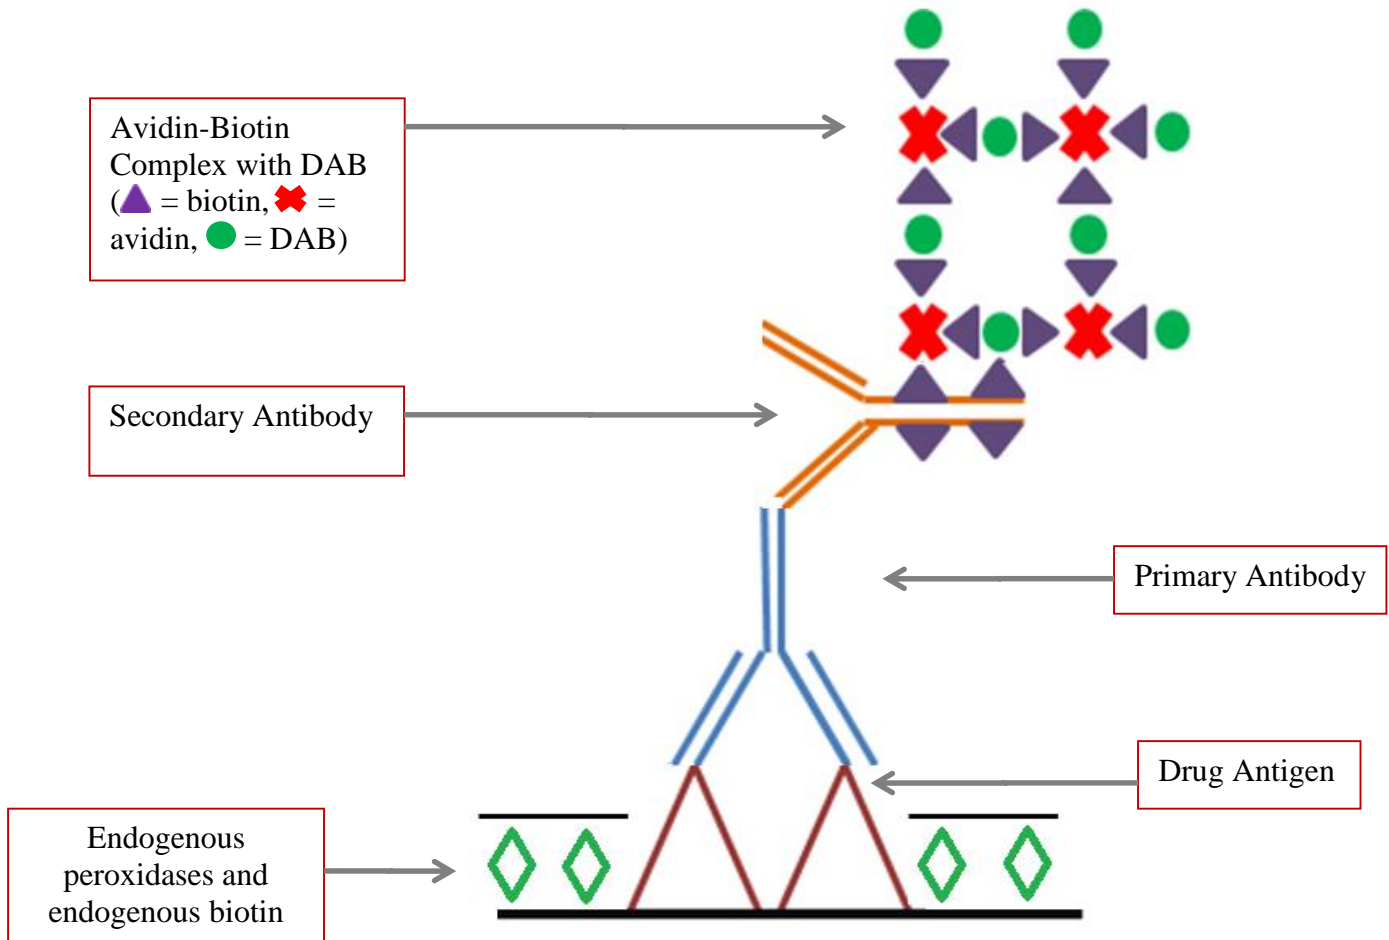 Avidin-Biotin
Complex with DAB
( = biotin, =
avidin, = DAB)
Secondary Antibody
Primary Antibody
Drug Antigen
Endogenous
peroxidases and
endogenous biotin